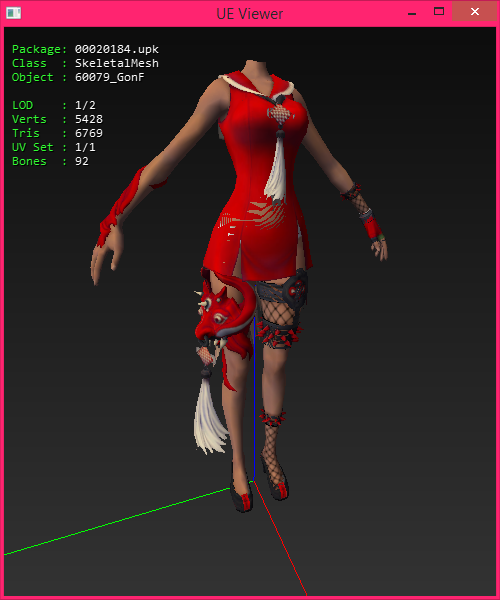 UE Viewer
Package: 00020184.upk
Class  : SkeletalMesh
Object : 60079_GonF
LOD    : 1/2
Verts  : 5428
Tris   : 6769
UV Set : 1/1
Bones  : 92